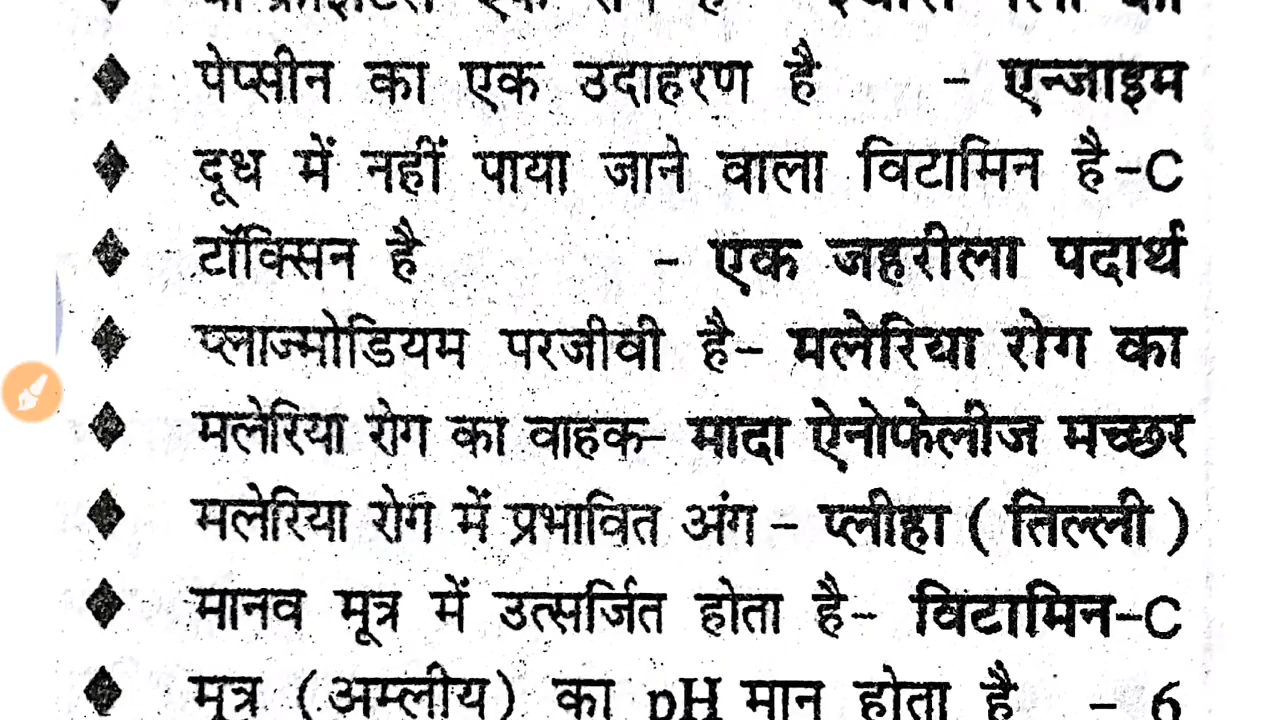 ◆ पेप्सीन का एक उदाहरण है - एन्जाइम
◆ दूध में नहीं पाया जाने वाला विटामिन है-C
◆ टॉक्सिन है - एक जहरीला पदार्थ
◆ प्लाज्मोडियम परजीवी है- मलेरिया रोग का
◆ मलेरिया रोग का वाहक- मादा ऐनोफेलीज मच्छर
◆ मलेरिया रोग में प्रभावित अंग - प्लीहा ( तिल्ली )
◆ मानव मूत्र में उत्सर्जित होता है- विटामिन-C
◆ मूत्र (अम्लीय) का pH मान होता है - 6